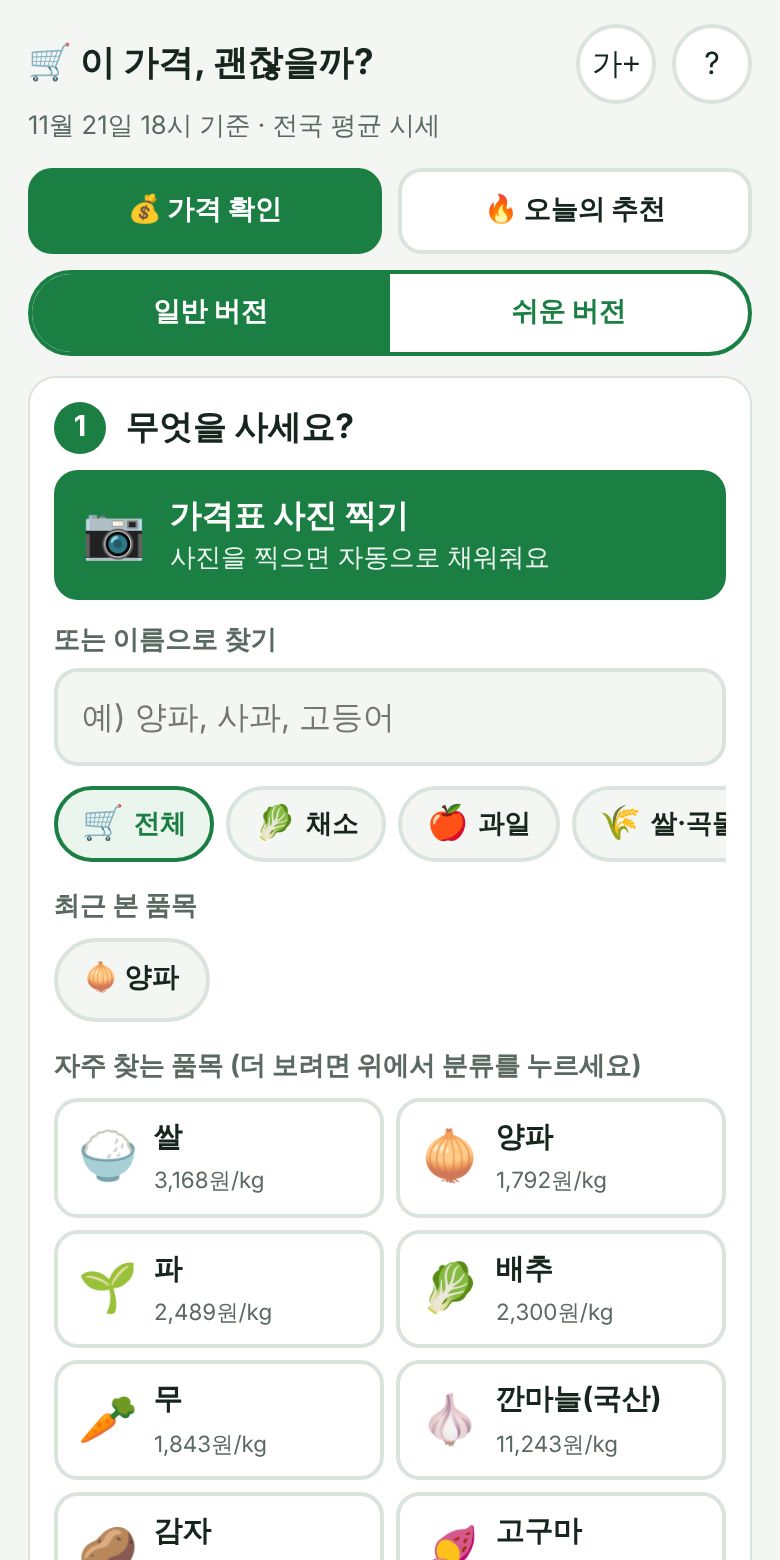 이 가격, 괜찮을까?
가+
?
11월 21일 18시 기준 · 전국 평균 시세
가격 확인
오늘의 추천
일반 버전
쉬운 버전
1 무엇을 사세요?
가격표 사진 찍기
사진을 찍으면 자동으로 채워줘요
또는 이름으로 찾기
예) 양파, 사과, 고등어
전체
채소
과일
쌀·곡물
최근 본 품목
양파
자주 찾는 품목 (더 보려면 위에서 분류를 누르세요)
쌀
3,168원/kg
양파
1,792원/kg
파
2,489원/kg
배추
2,300원/kg
무
1,843원/kg
깐마늘(국산)
11,243원/kg
감자
고구마